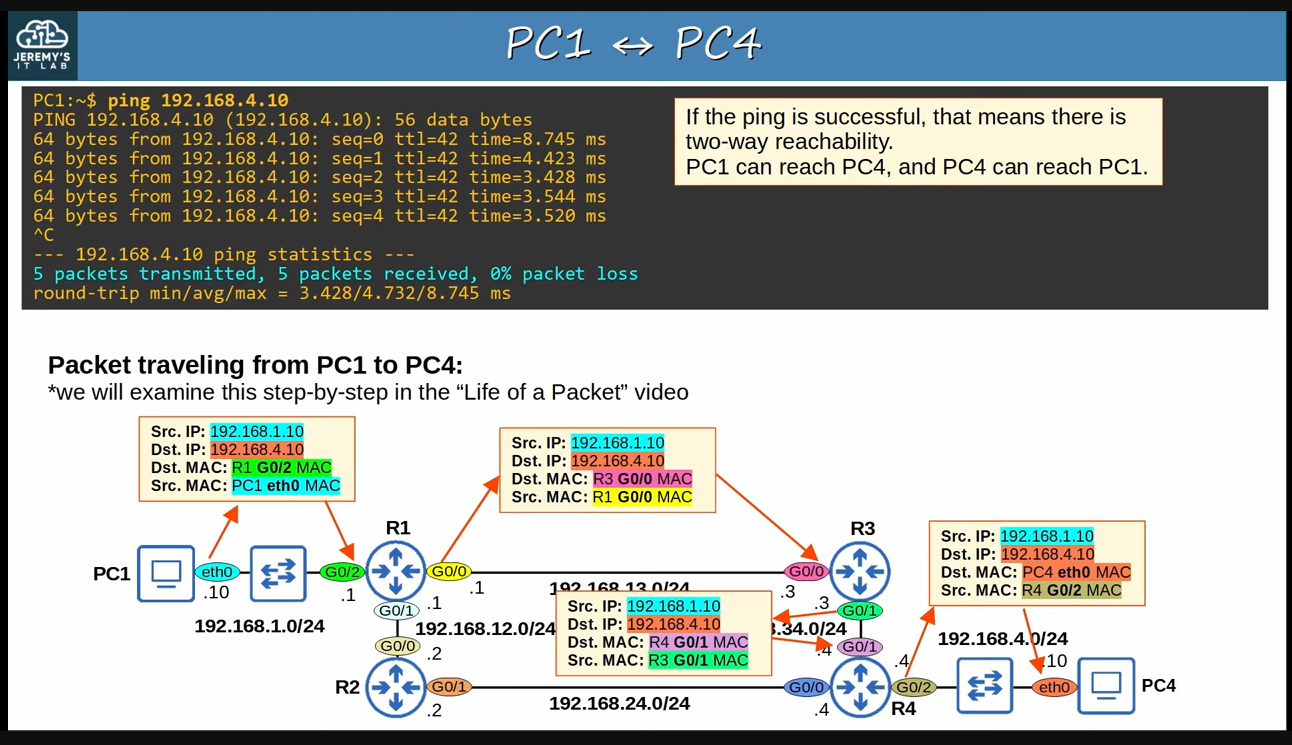 JEREMY'S
IT LAB
PC1 ↔ PC4
PC1:~$ ping 192.168.4.10
PING 192.168.4.10 (192.168.4.10): 56 data bytes
64 bytes from 192.168.4.10: seq=0 ttl=42 time=8.745 ms
64 bytes from 192.168.4.10: seq=1 ttl=42 time=4.423 ms
64 bytes from 192.168.4.10: seq=2 ttl=42 time=3.428 ms
64 bytes from 192.168.4.10: seq=3 ttl=42 time=3.544 ms
64 bytes from 192.168.4.10: seq=4 ttl=42 time=3.520 ms
^C
--- 192.168.4.10 ping statistics ---
5 packets transmitted, 5 packets received, 0% packet loss
round-trip min/avg/max = 3.428/4.732/8.745 ms
If the ping is successful, that means there is
two-way reachability.
PC1 can reach PC4, and PC4 can reach PC1.
Packet traveling from PC1 to PC4:
*we will examine this step-by-step in the “Life of a Packet” video
Src. IP: 192.168.1.10
Dst. IP: 192.168.4.10
Dst. MAC: R1 G0/2 MAC
Src. MAC: PC1 eth0 MAC
Src. IP: 192.168.1.10
Dst. IP: 192.168.4.10
Dst. MAC: R3 G0/0 MAC
Src. MAC: R1 G0/0 MAC
Src. IP: 192.168.1.10
Dst. IP: 192.168.4.10
Dst. MAC: PC4 eth0 MAC
Src. MAC: R4 G0/2 MAC
R1
R3
PC1
eth0
.10
G0/2
.1
G0/0
.1
192.168.13.0/24
G0/0
.3
192.168.1.0/24
G0/1
.1
192.168.12.0/24
G0/0
.2
Src. IP: 192.168.1.10
Dst. IP: 192.168.4.10
Dst. MAC: R4 G0/1 MAC
Src. MAC: R3 G0/1 MAC
.3
G0/1
3.34.0/24
G0/1
.4
192.168.4.0/24
R2
G0/1
.2
192.168.24.0/24
G0/0
.4
G0/2
.4
R4
.10
eth0
PC4